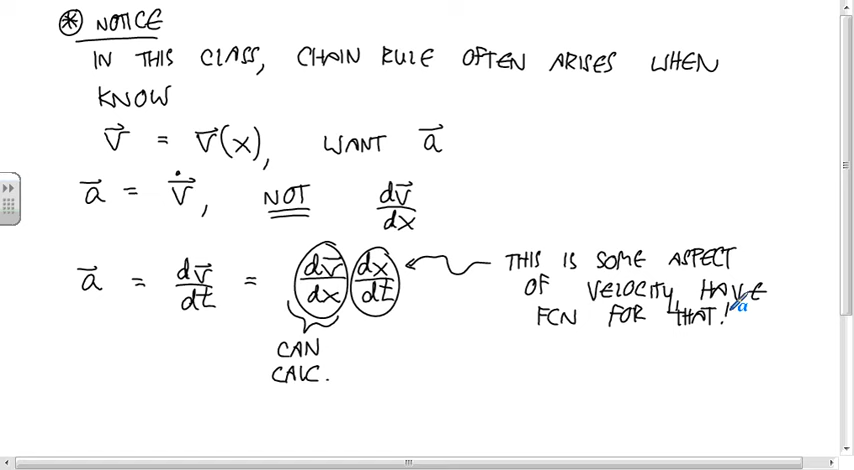 ⊛ NOTICE
IN THIS CLASS, CHAIN RULE OFTEN ARISES WHEN
KNOW
v⃗ = v⃗(x), WANT a⃗
a⃗ = v⃗̇, NOT dv⃗/dx
a⃗ = dv⃗/dt = dv⃗/dx dx/dt
THIS IS SOME ASPECT
OF VELOCITY, HAVE
FCN FOR THAT!
CAN
CALC.